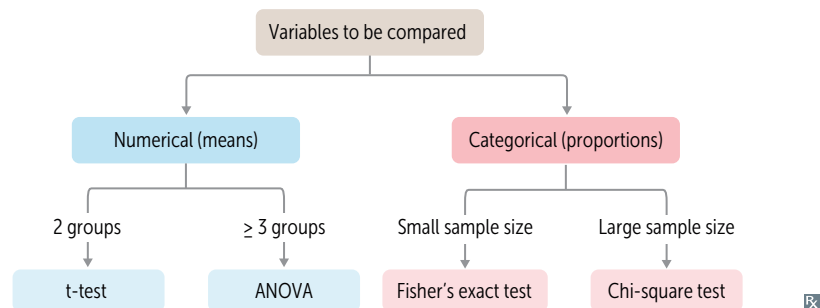 Variables to be compared
Numerical (means)
Categorical (proportions)
2 groups
≥ 3 groups
Small sample size
Large sample size
t-test
ANOVA
Fisher's exact test
Chi-square test
℞